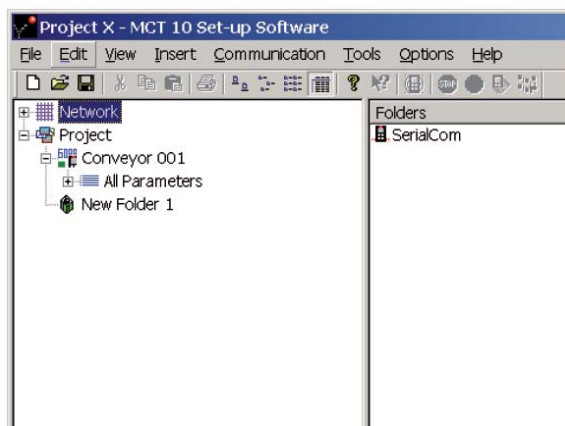 Project X - MCT 10 Set-up Software
File Edit View Insert Communication Tools Options Help
STOP
Network
Project
Conveyor 001
All Parameters
New Folder 1
Folders
SerialCom